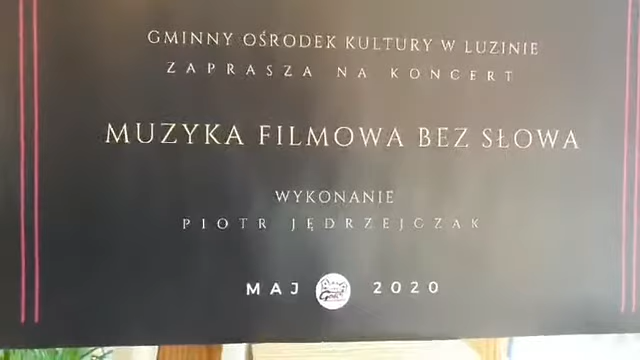 GMINNY OŚRODEK KULTURY W LUZINIE
ZAPRASZA NA KONCERT
MUZYKA FILMOWA BEZ SŁOWA
WYKONANIE
PIOTR JĘDRZEJCZAK
MAJ 2020